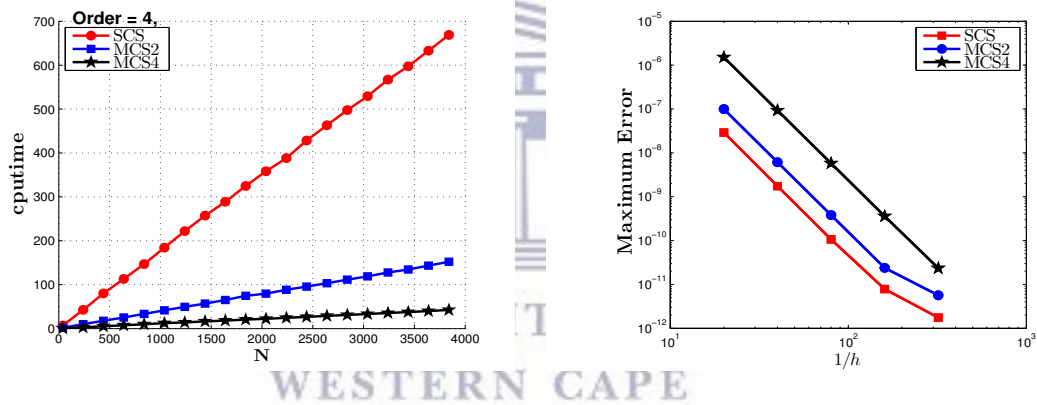 Order = 4,
SCS
MCS2
MCS4
700
600
500
400
300
200
100
0
0 500 1000 1500 2000 2500 3000 3500 4000
cputime
N
SCS
MCS2
MCS4
10^-5
10^-6
10^-7
10^-8
10^-9
10^-10
10^-11
10^-12
10^1 10^2 10^3
Maximum Error
1/h
WESTERN CAPE